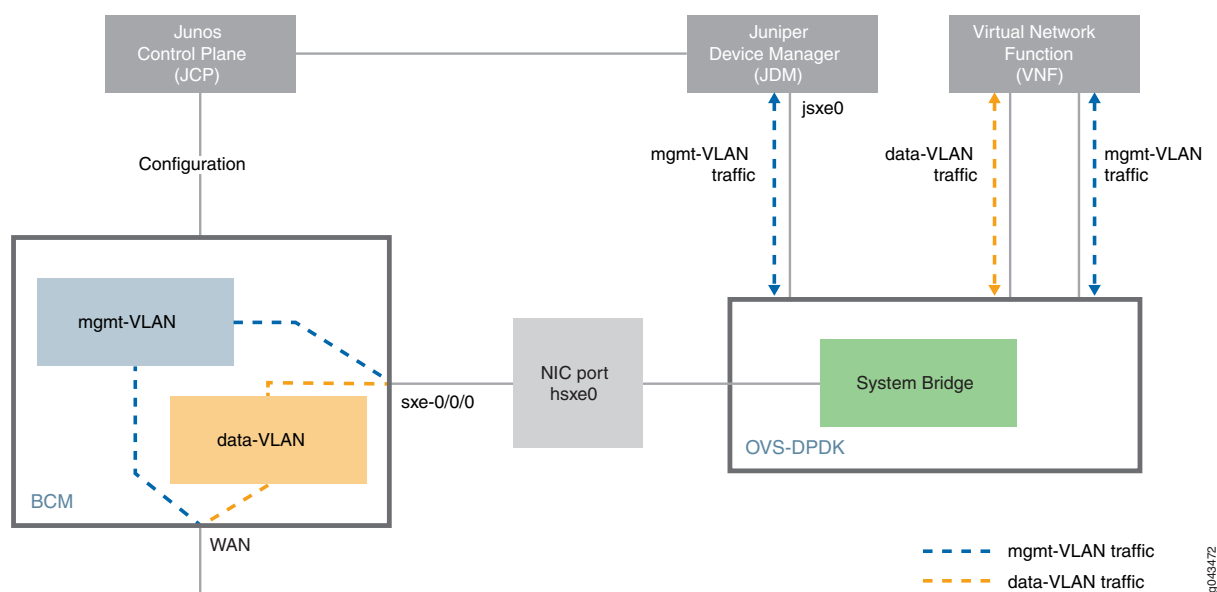 Junos
Control Plane
(JCP)
Juniper
Device Manager
(JDM)
Virtual Network
Function
(VNF)
jsxe0
Configuration
mgmt-VLAN
traffic
data-VLAN
traffic
mgmt-VLAN
traffic
mgmt-VLAN
data-VLAN
BCM
sxe-0/0/0
NIC port
hsxe0
System Bridge
OVS-DPDK
WAN
mgmt-VLAN traffic
data-VLAN traffic
g043472